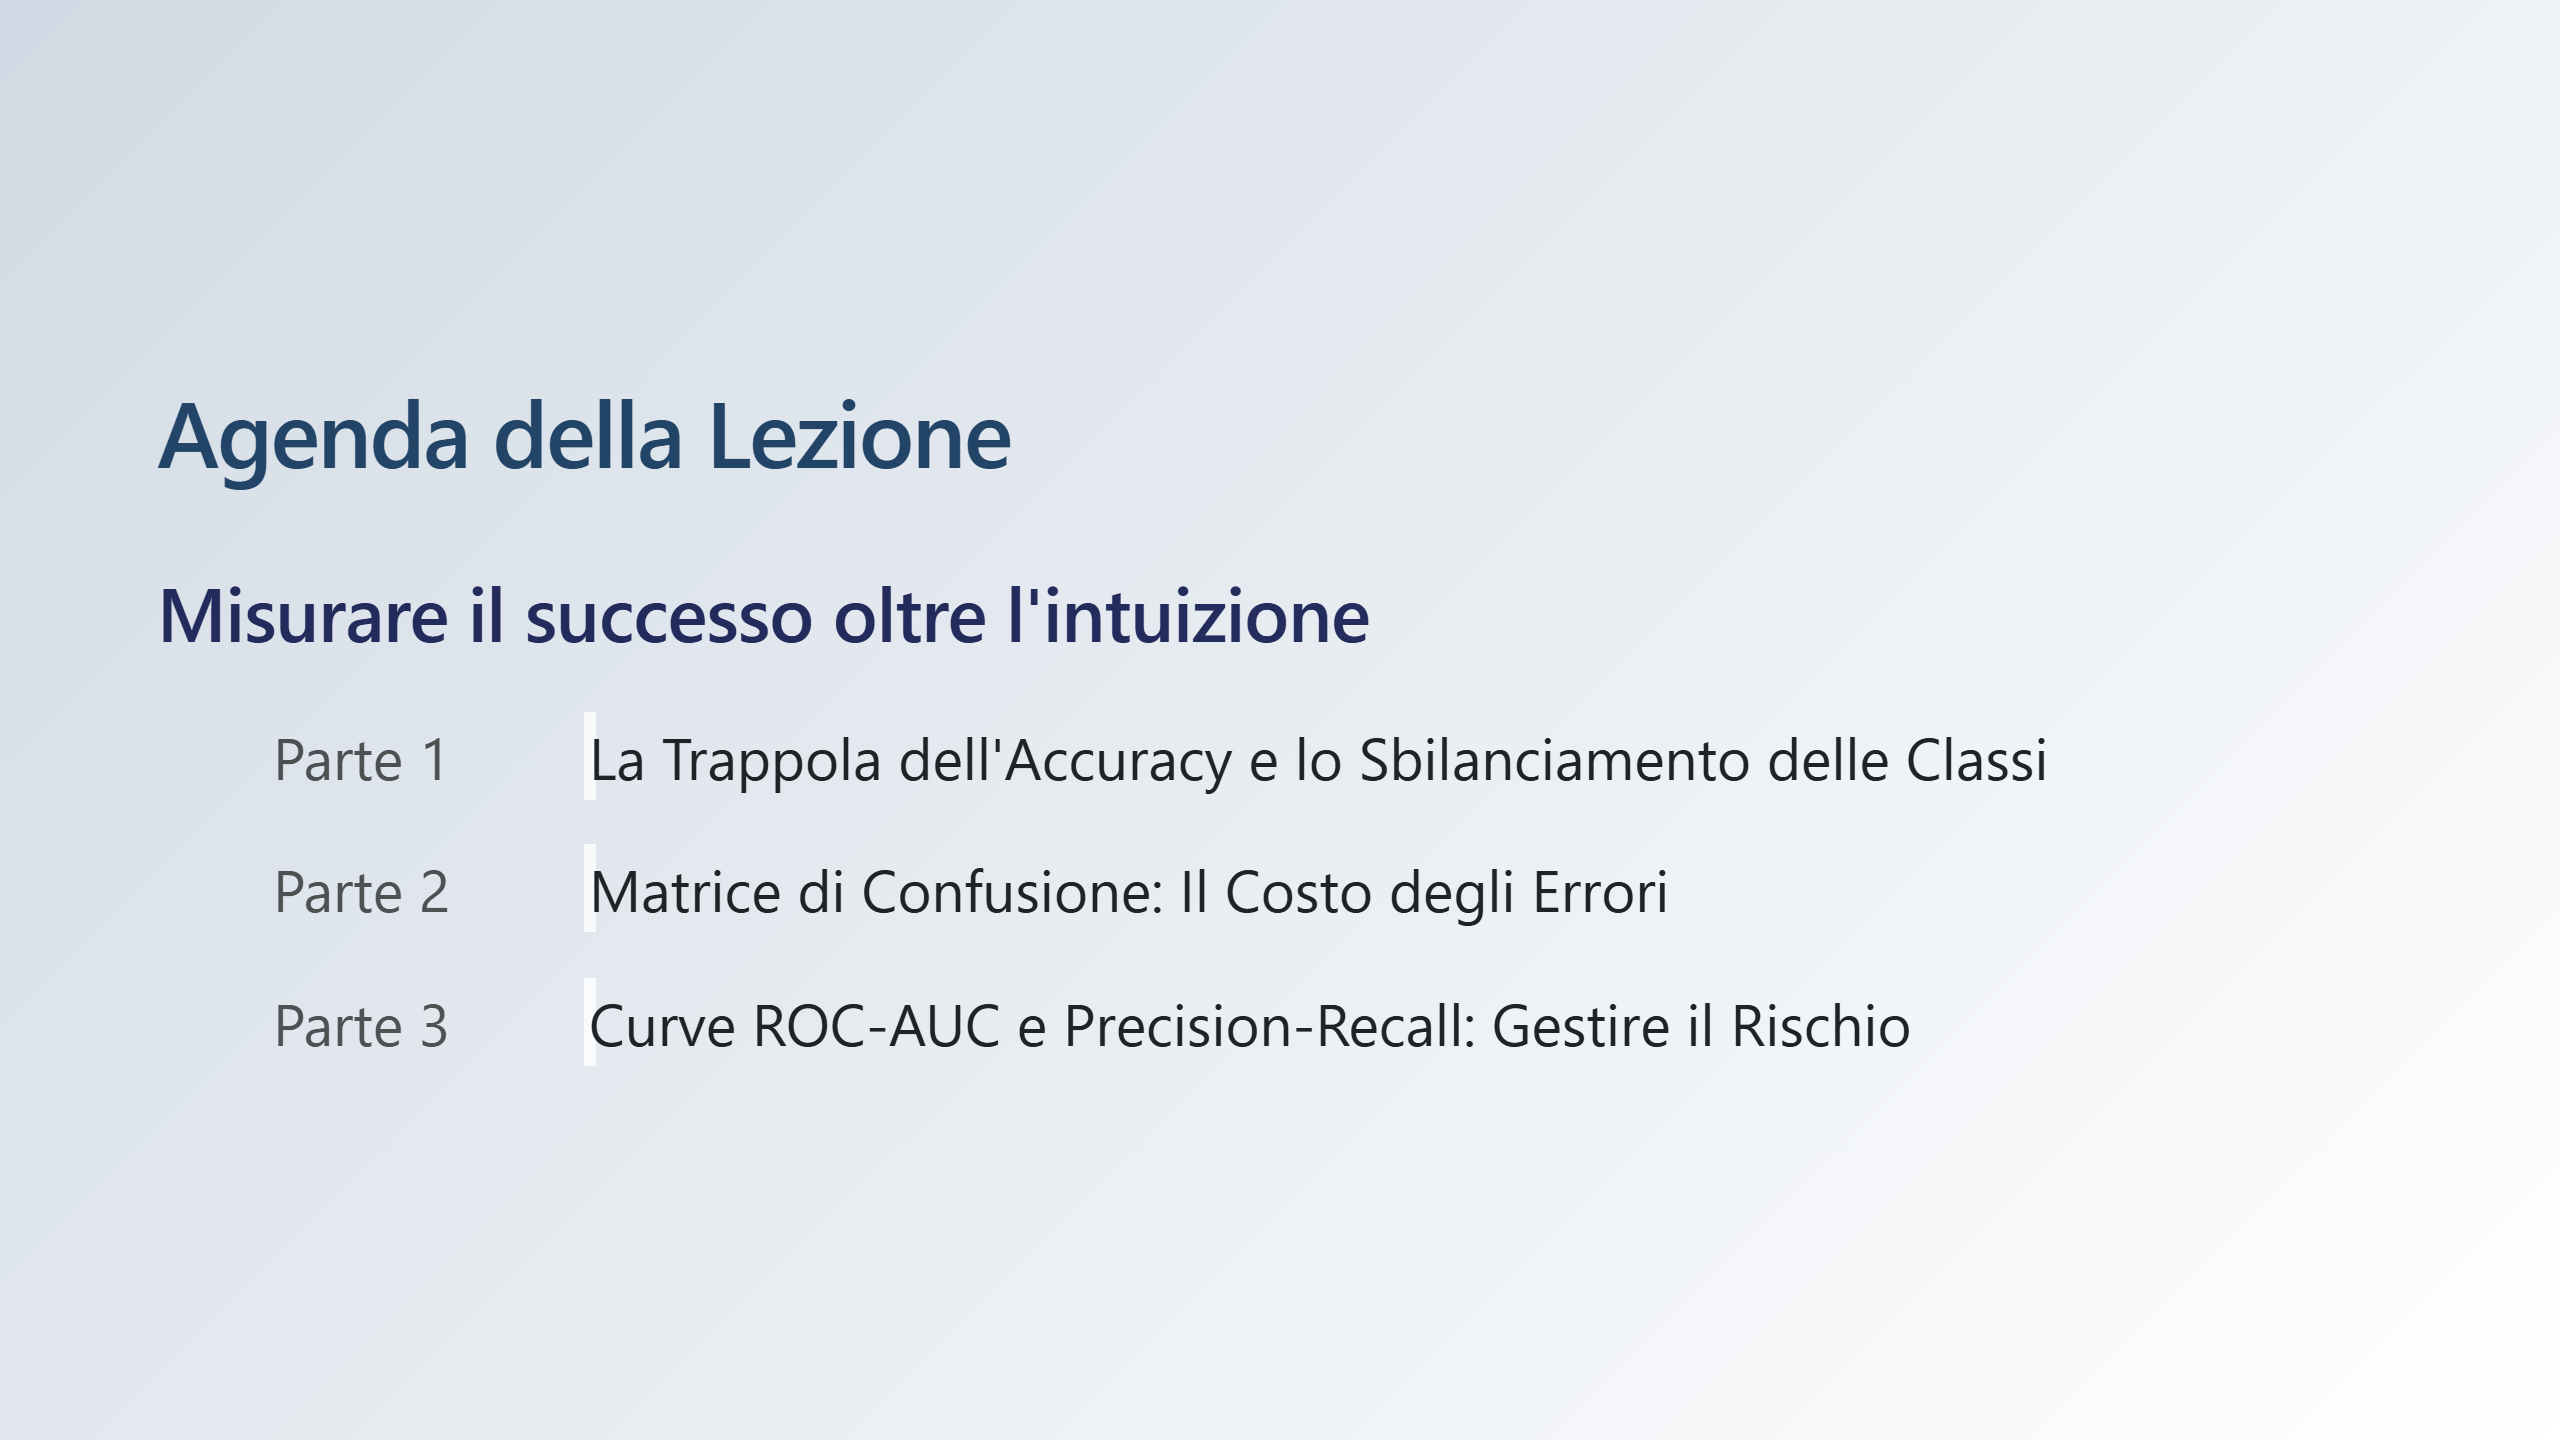 Agenda della Lezione
Misurare il successo oltre l'intuizione
Parte 1 La Trappola dell'Accuracy e lo Sbilanciamento delle Classi
Parte 2 Matrice di Confusione: Il Costo degli Errori
Parte 3 Curve ROC-AUC e Precision-Recall: Gestire il Rischio